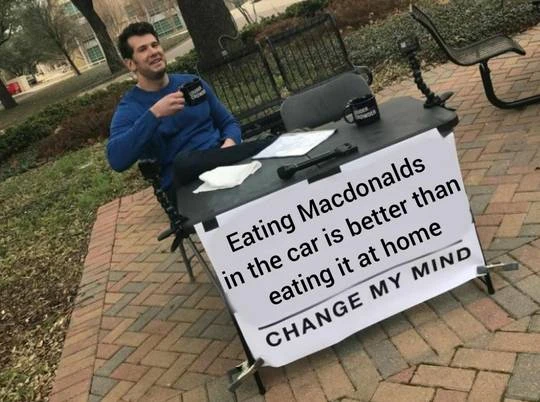 Eating Macdonalds
in the car is better than
eating it at home
CHANGE MY MIND